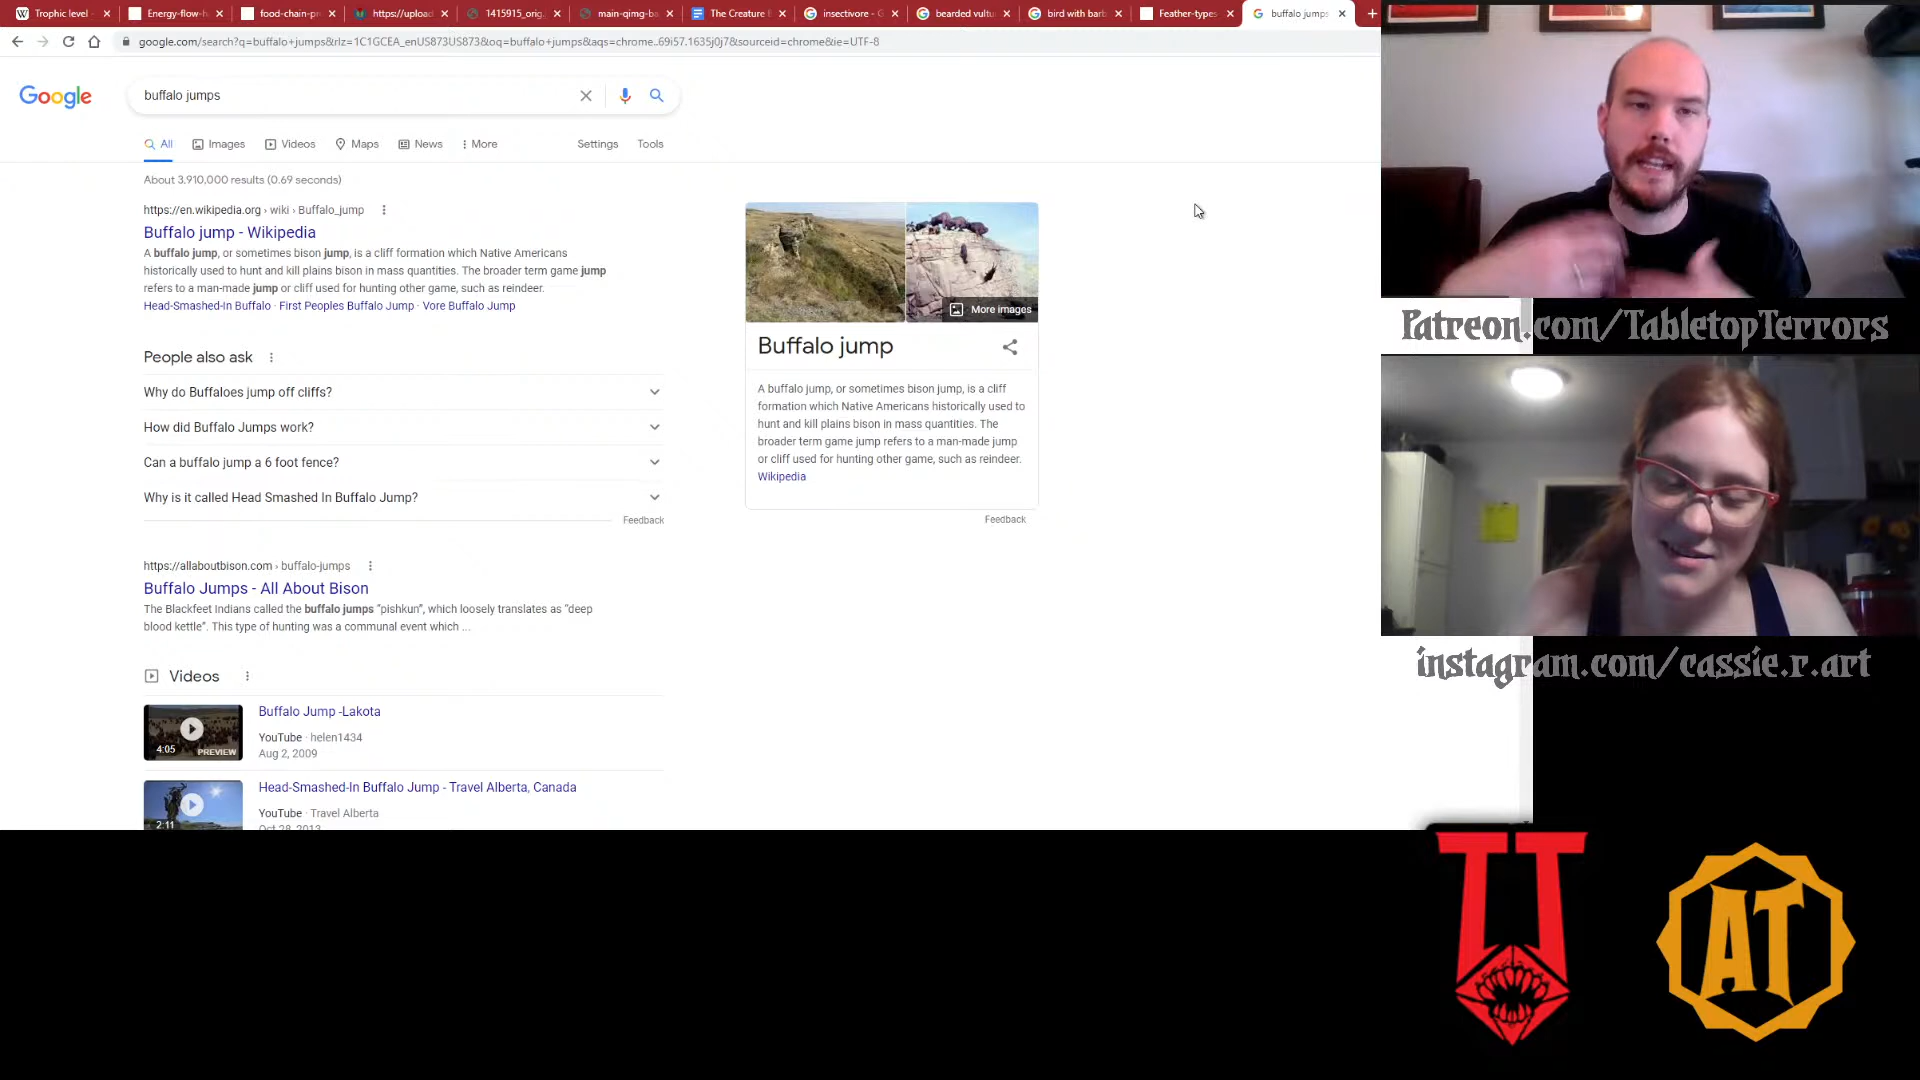 Trophic level -
Energy-flow-h
food-chain-pr
https://upload
1415915_orig
main-qimg-ba
The Creature
insectivore - G
bearded vultu
bird with barb
Feather-types
buffalo jumps
google.com/search?q=buffalo+jumps&rlz=1C1GCEA_enUS873US873&oq=buffalo+jumps&aqs=chrome..69i57.1635j0j7&sourceid=chrome&ie=UTF-8
Google
buffalo jumps
All
Images
Videos
Maps
News
More
Settings
Tools
About 3,910,000 results (0.69 seconds)
https://en.wikipedia.org › wiki › Buffalo_jump
Buffalo jump - Wikipedia
A buffalo jump, or sometimes bison jump, is a cliff formation which Native Americans
historically used to hunt and kill plains bison in mass quantities. The broader term game jump
refers to a man-made jump or cliff used for hunting other game, such as reindeer.
Head-Smashed-In Buffalo · First Peoples Buffalo Jump · Vore Buffalo Jump
People also ask
Why do Buffaloes jump off cliffs?
How did Buffalo Jumps work?
Can a buffalo jump a 6 foot fence?
Why is it called Head Smashed In Buffalo Jump?
Feedback
https://allaboutbison.com › buffalo-jumps
Buffalo Jumps - All About Bison
The Blackfeet Indians called the buffalo jumps "pishkun", which loosely translates as "deep
blood kettle". This type of hunting was a communal event which ...
Videos
4:05
PREVIEW
Buffalo Jump -Lakota
YouTube · helen1434
Aug 2, 2009
2:11
Head-Smashed-In Buffalo Jump - Travel Alberta, Canada
YouTube · Travel Alberta
Oct 28, 2013
More images
Buffalo jump
A buffalo jump, or sometimes bison jump, is a cliff
formation which Native Americans historically used to
hunt and kill plains bison in mass quantities. The
broader term game jump refers to a man-made jump
or cliff used for hunting other game, such as reindeer.
Wikipedia
Feedback
Patreon.com/TabletopTerrors
instagram.com/cassie.r.art
TT
AT